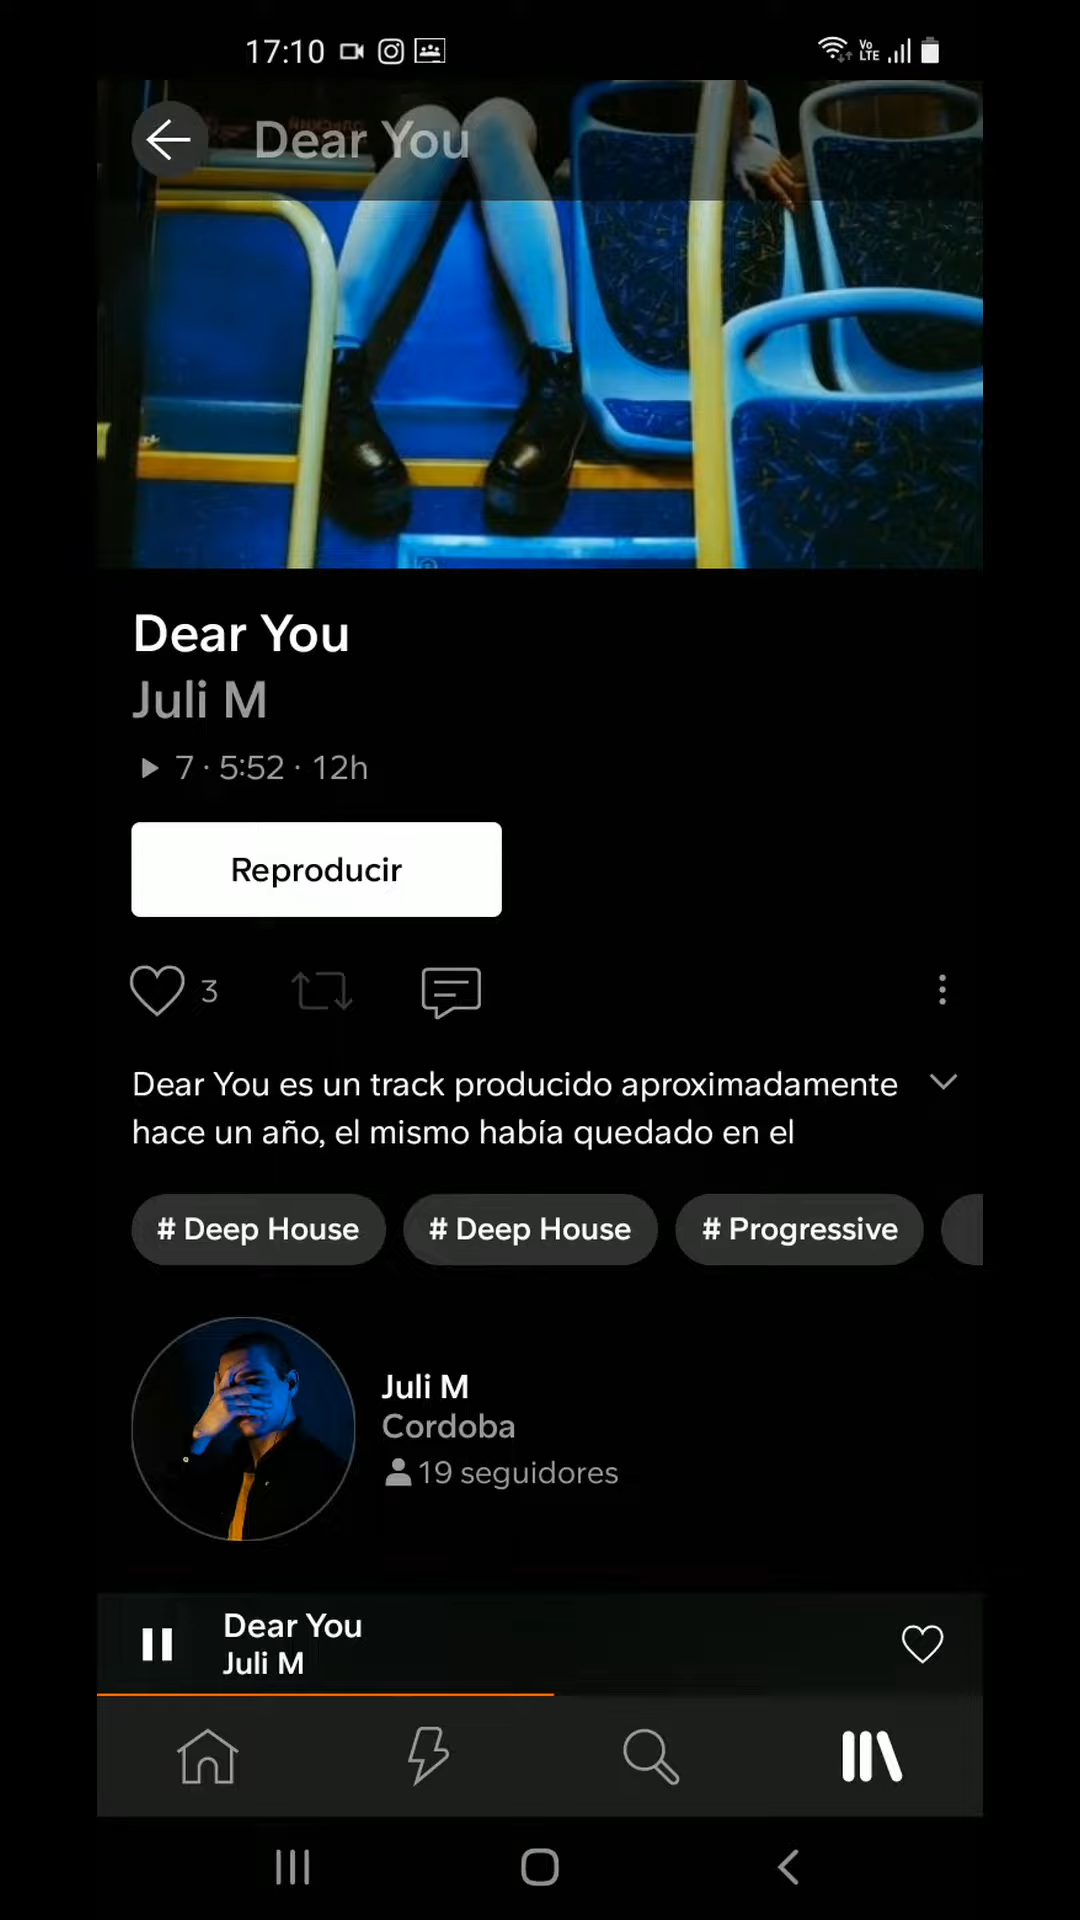 17:10
Vo
LTE
Dear You
Dear You
Juli M
7 · 5:52 · 12h
Reproducir
3
Dear You es un track producido aproximadamente
hace un año, el mismo había quedado en el
# Deep House
# Deep House
# Progressive
Juli M
Cordoba
19 seguidores
Dear You
Juli M